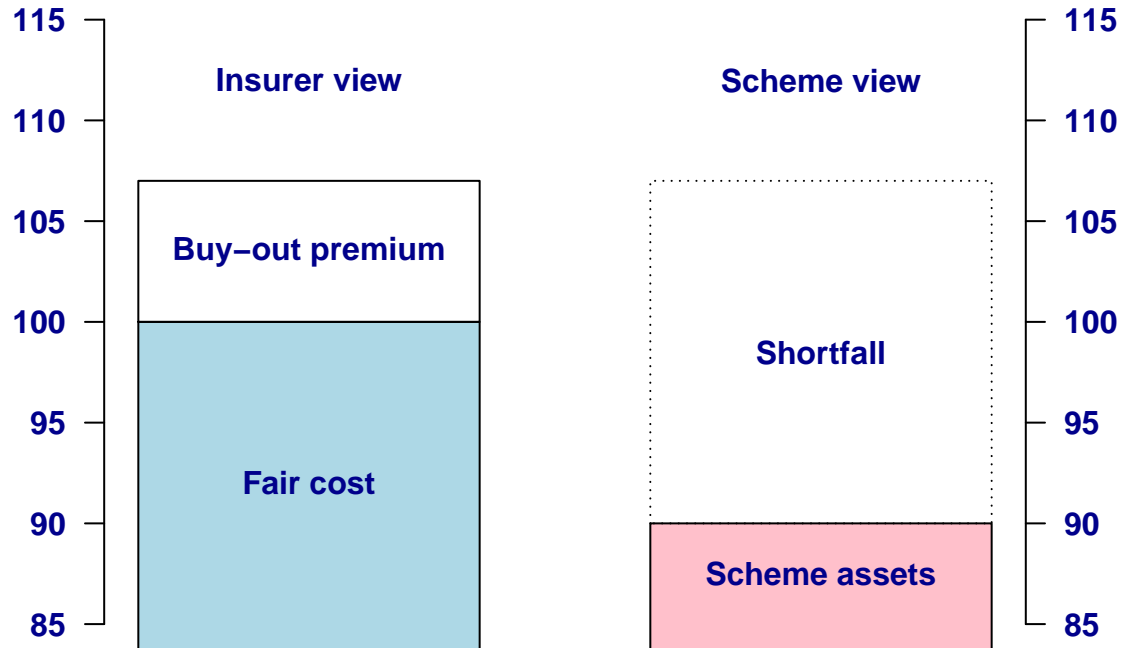 115
110
105
100
95
90
85
Insurer view
Buy−out premium
Fair cost
Scheme view
Shortfall
Scheme assets
115
110
105
100
95
90
85